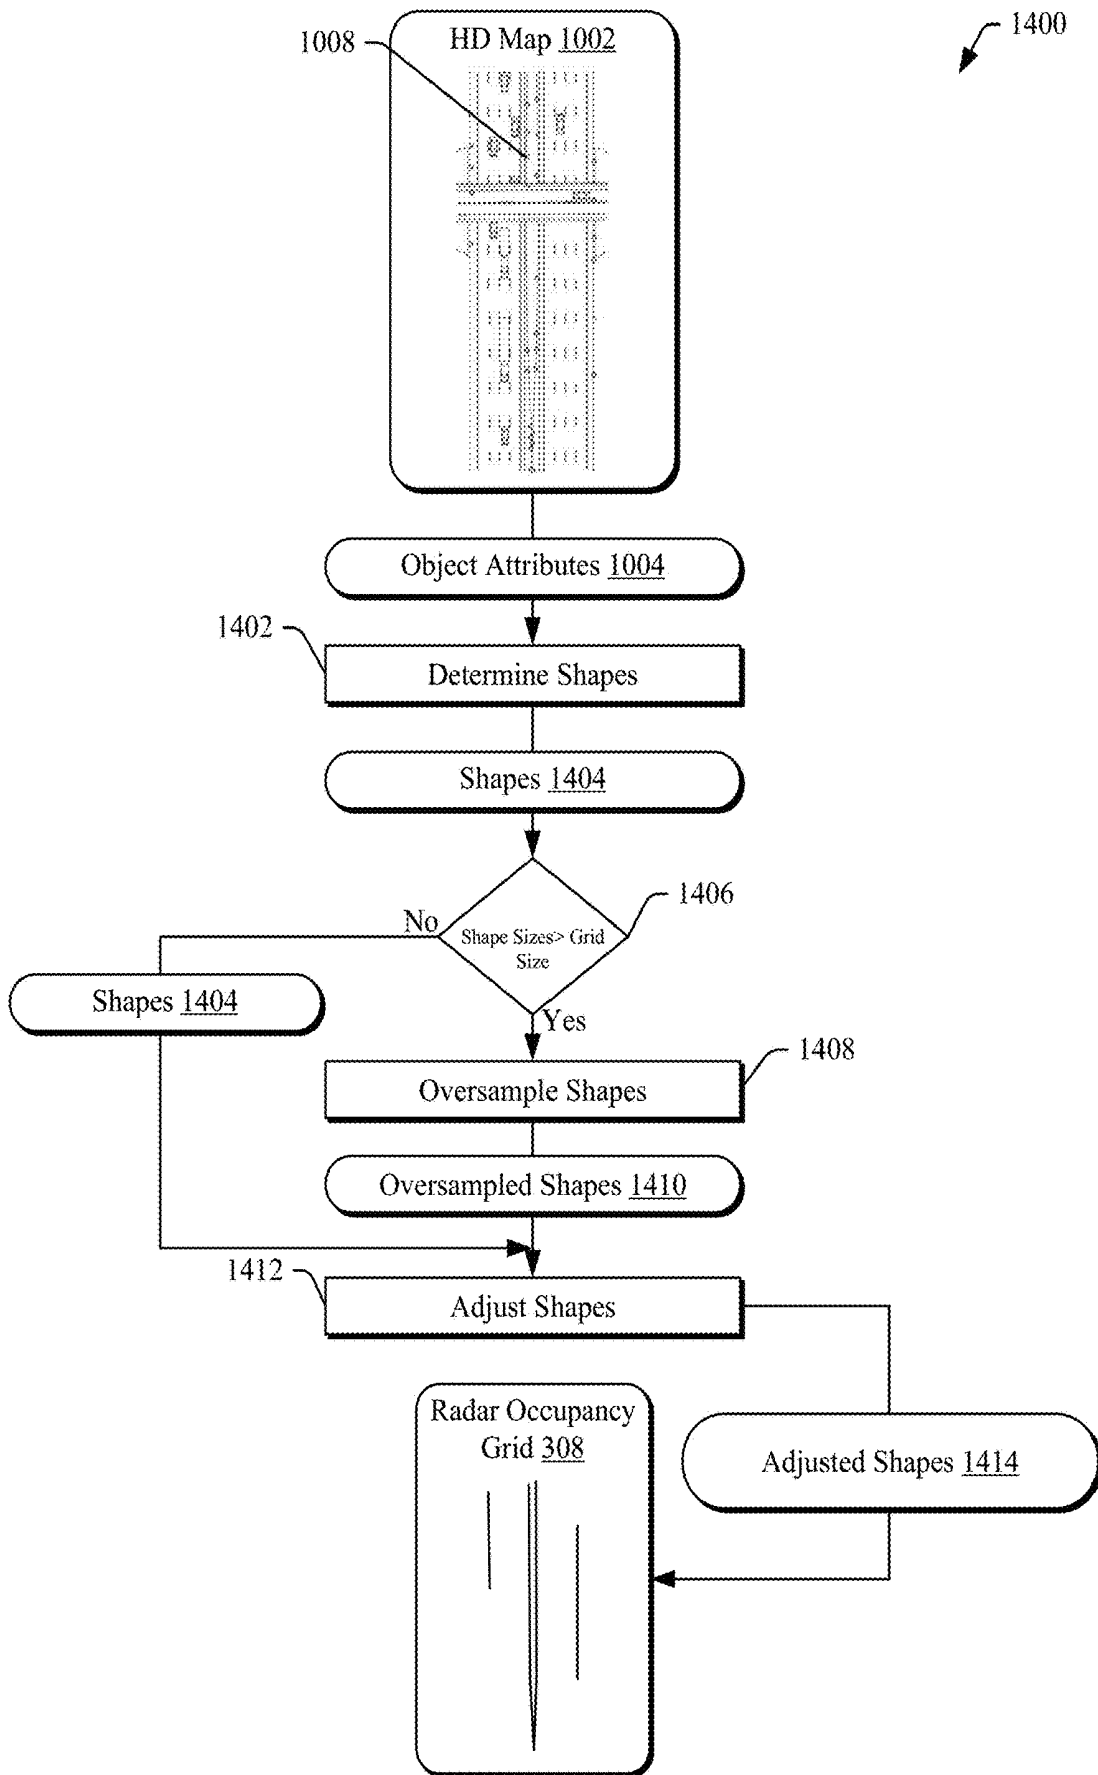 1400
HD Map 1002
1008
Object Attributes 1004
1402
Determine Shapes
Shapes 1404
1406
No
Shape Sizes> Grid
Size
Shapes 1404
Yes
1408
Oversample Shapes
Oversampled Shapes 1410
1412
Adjust Shapes
Radar Occupancy
Grid 308
Adjusted Shapes 1414